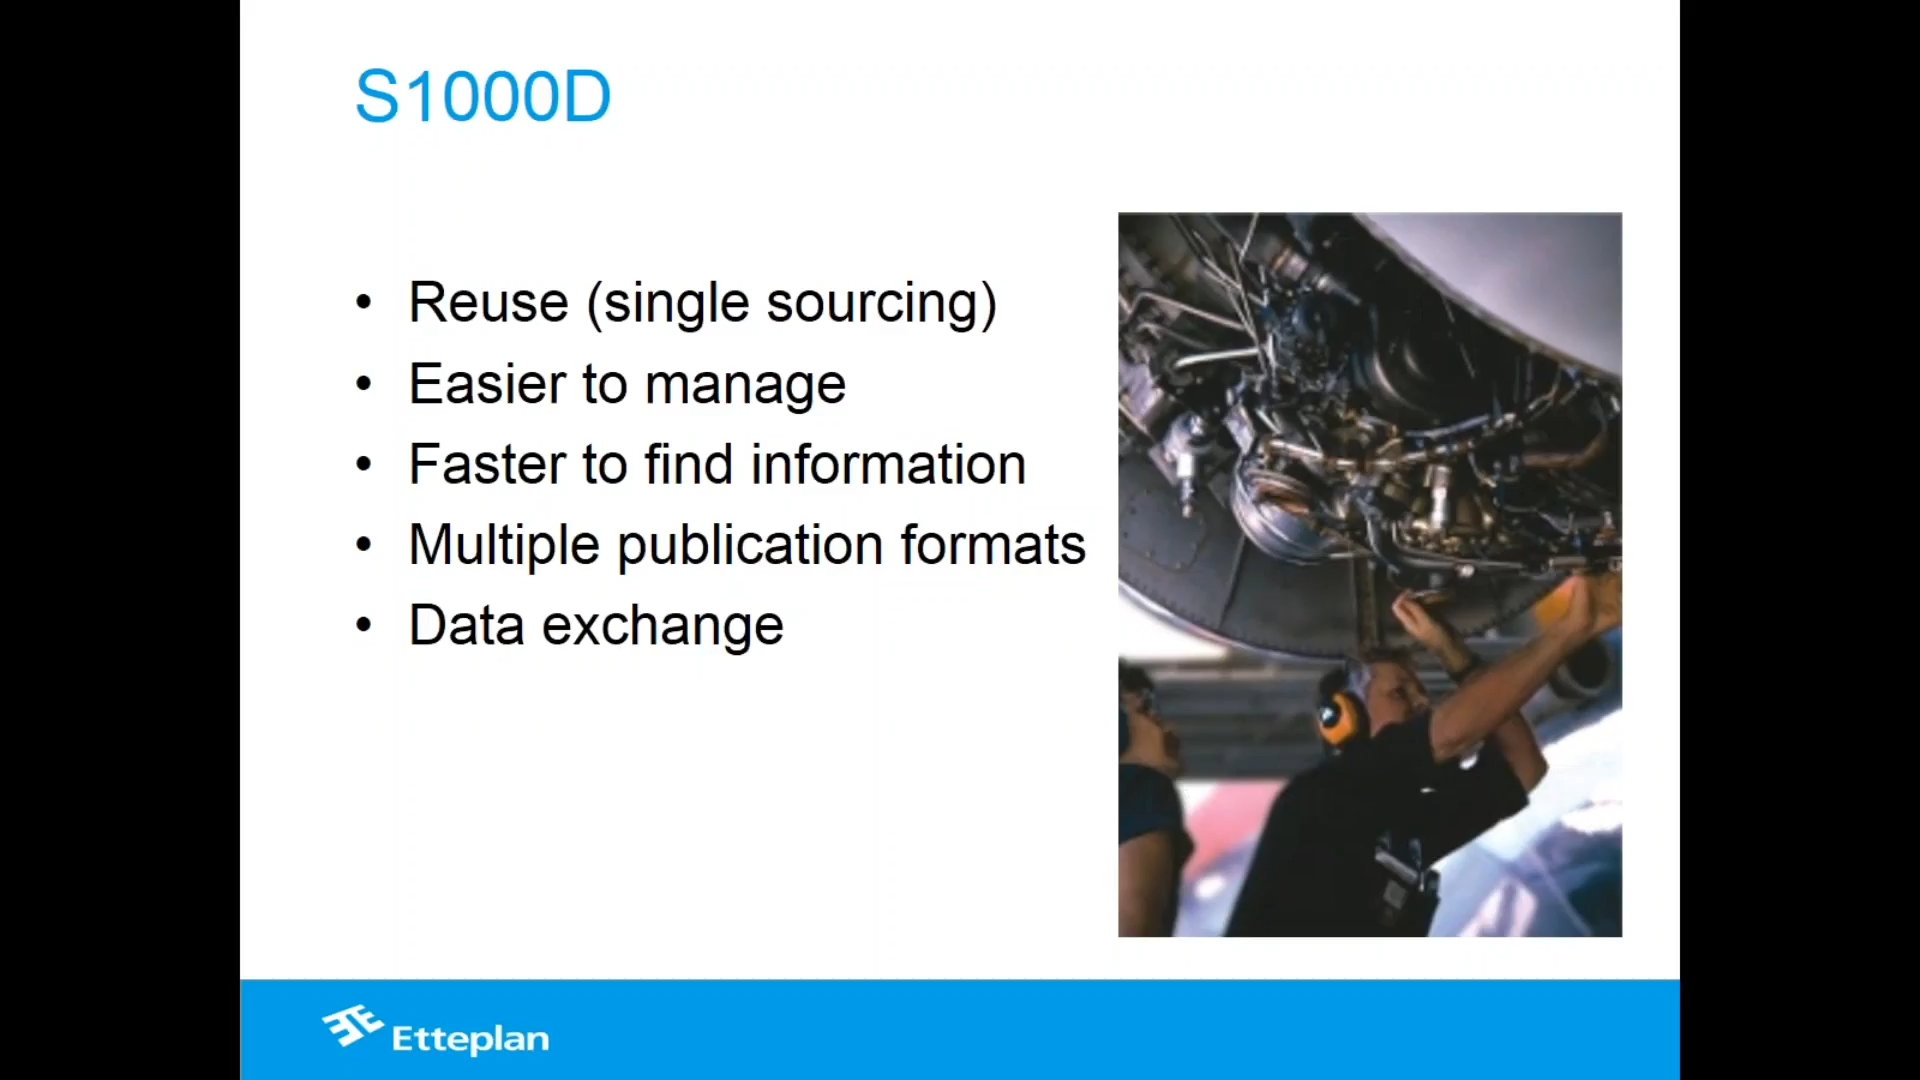 S1000D
• Reuse (single sourcing)
• Easier to manage
• Faster to find information
• Multiple publication formats
• Data exchange
Etteplan